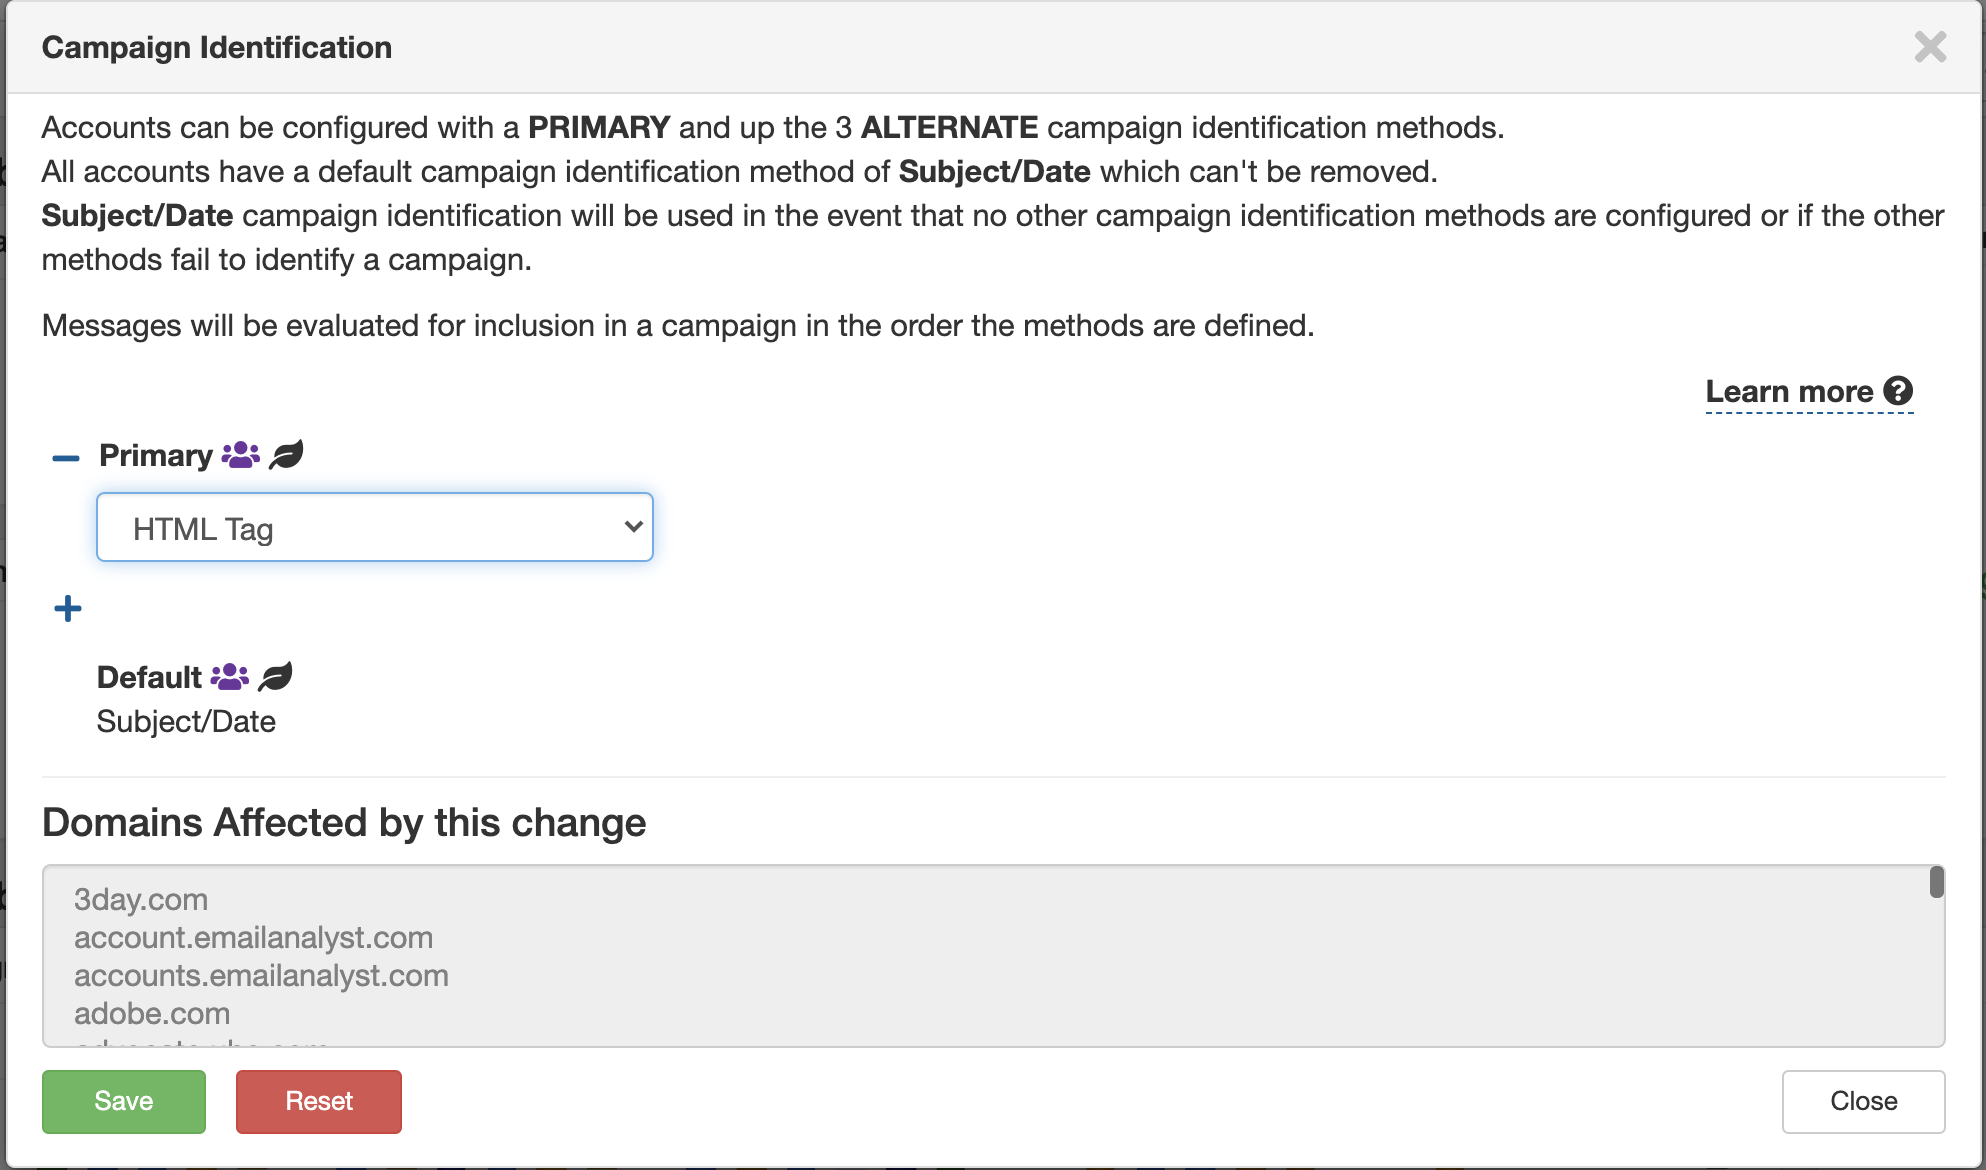 Campaign Identification
Accounts can be configured with a PRIMARY and up the 3 ALTERNATE campaign identification methods.
All accounts have a default campaign identification method of Subject/Date which can't be removed.
Subject/Date campaign identification will be used in the event that no other campaign identification methods are configured or if the other
methods fail to identify a campaign.
Messages will be evaluated for inclusion in a campaign in the order the methods are defined.
Learn more
Primary
HTML Tag
Default
Subject/Date
Domains Affected by this change
3day.com
account.emailanalyst.com
accounts.emailanalyst.com
adobe.com
Save
Reset
Close